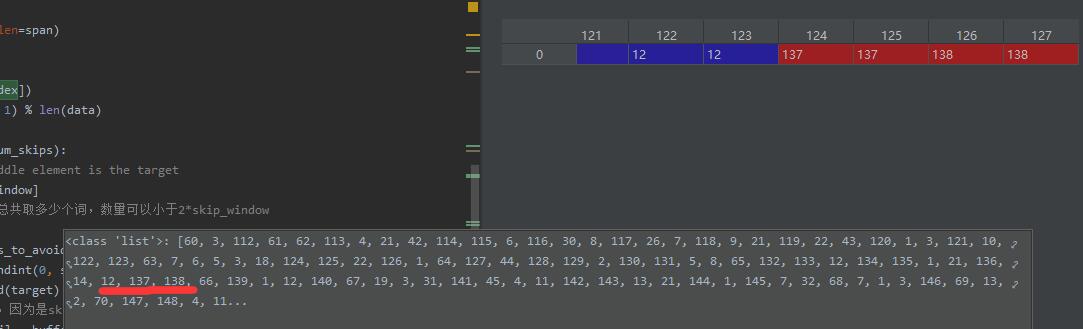 len=span)
121 122 123 124 125 126 127
0 12 12 137 137 138 138
dex])
1) % len(data)
um_skips):
ddle element is the target
indow]
总共取多少个词，数量可以小于2*skip_window
<class 'list'>: [60, 3, 112, 61, 62, 113, 4, 21, 42, 114, 115, 6, 116, 30, 8, 117, 26, 7, 118, 9, 21, 119, 22, 43, 120, 1, 3, 121, 10,
s_to_avoid
122, 123, 63, 7, 6, 5, 3, 18, 124, 125, 22, 126, 1, 64, 127, 44, 128, 129, 2, 130, 131, 5, 8, 65, 132, 133, 12, 134, 135, 1, 21, 136,
ndint(0, s
14, 12, 137, 138, 66, 139, 1, 12, 140, 67, 19, 3, 31, 141, 45, 4, 11, 142, 143, 13, 21, 144, 1, 145, 7, 32, 68, 7, 1, 3, 146, 69, 13,
d(target)
2, 70, 147, 148, 4, 11...
因为是sk
buffe